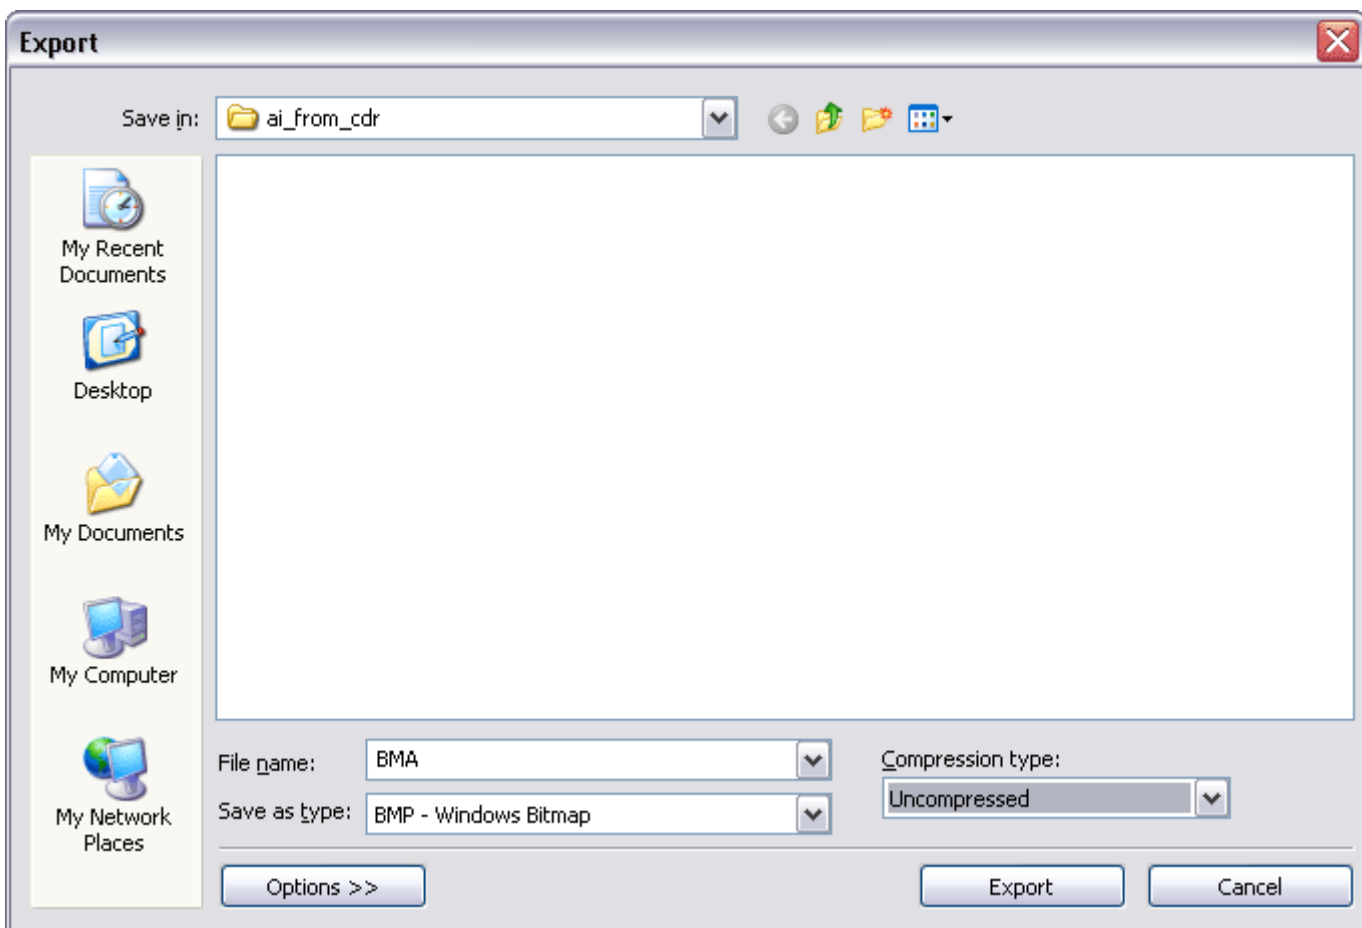 Export
Save in: ai_from_cdr
My Recent
Documents
Desktop
My Documents
My Computer
My Network
Places
File name: BMA
Compression type:
Save as type: BMP - Windows Bitmap
Uncompressed
Options >> Export Cancel